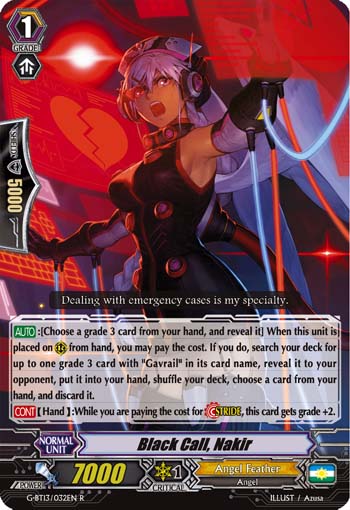 1
GRADE
SHIELD
5000
Dealing with emergency cases is my specialty.
AUTO:[Choose a grade 3 card from your hand, and reveal it] When this unit is
placed on RC from hand, you may pay the cost. If you do, search your deck for
up to one grade 3 card with "Gavrail" in its card name, reveal it to your
opponent, put it into your hand, shuffle your deck, choose a card from your
hand, and discard it.
CONT [Hand]:While you are paying the cost for STRIDE, this card gets grade +2.
NORMAL
UNIT
Black Call, Nakir
POWER
7000
1
CRITICAL
Angel Feather
Angel
G-BT13/032EN R
ILLUST / Azusa